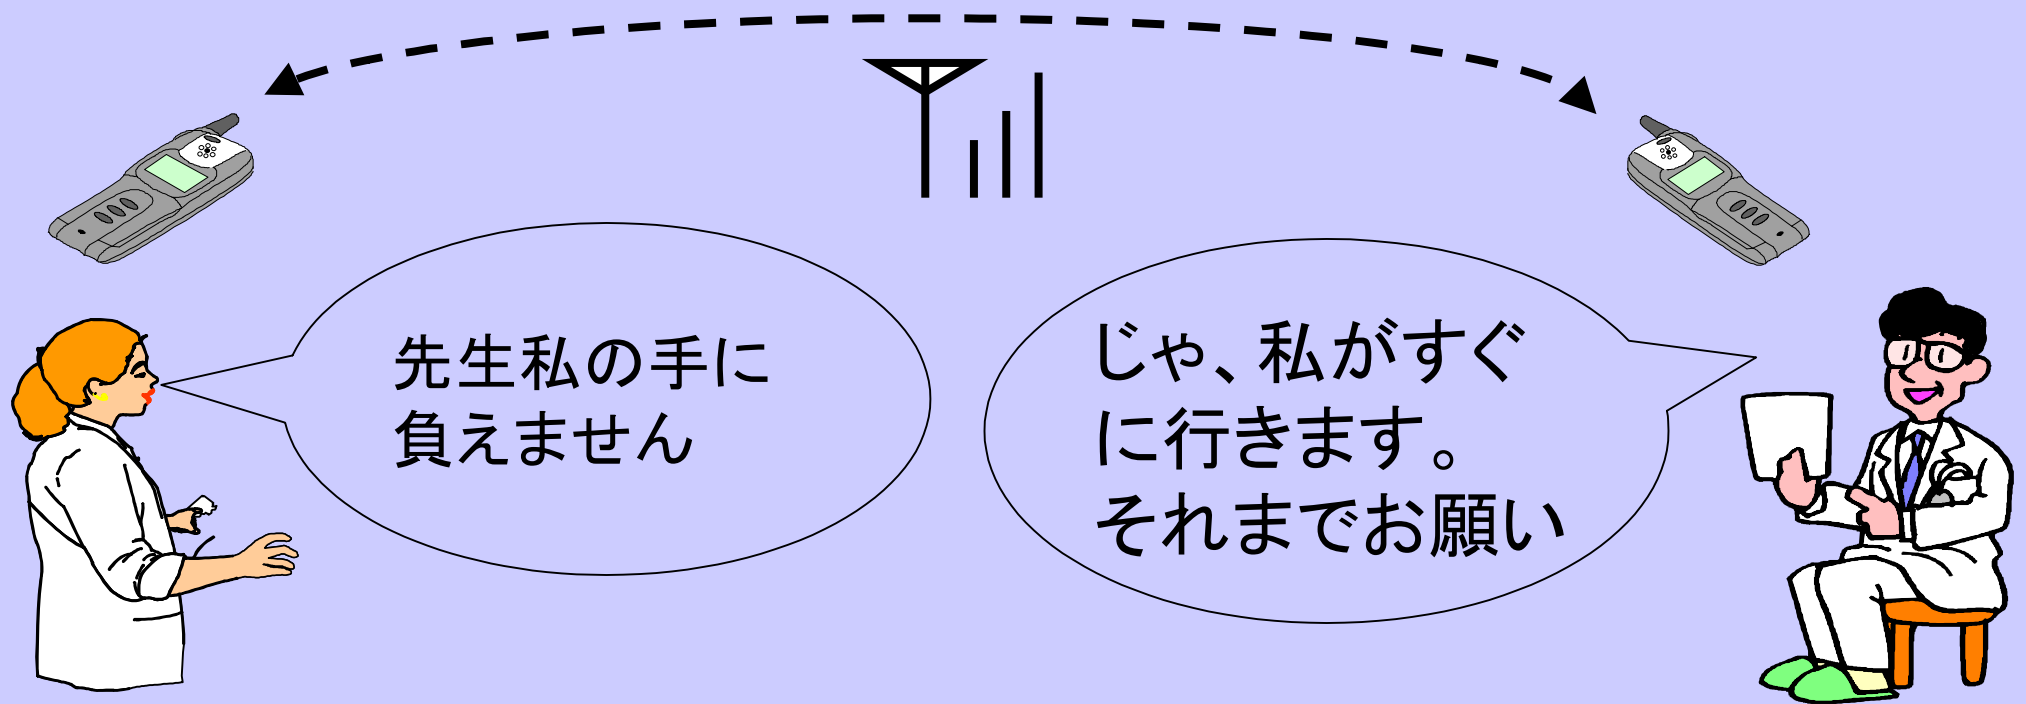 先生私の手に
負えません
じゃ、私がすぐ
に行きます。
それまでお願い